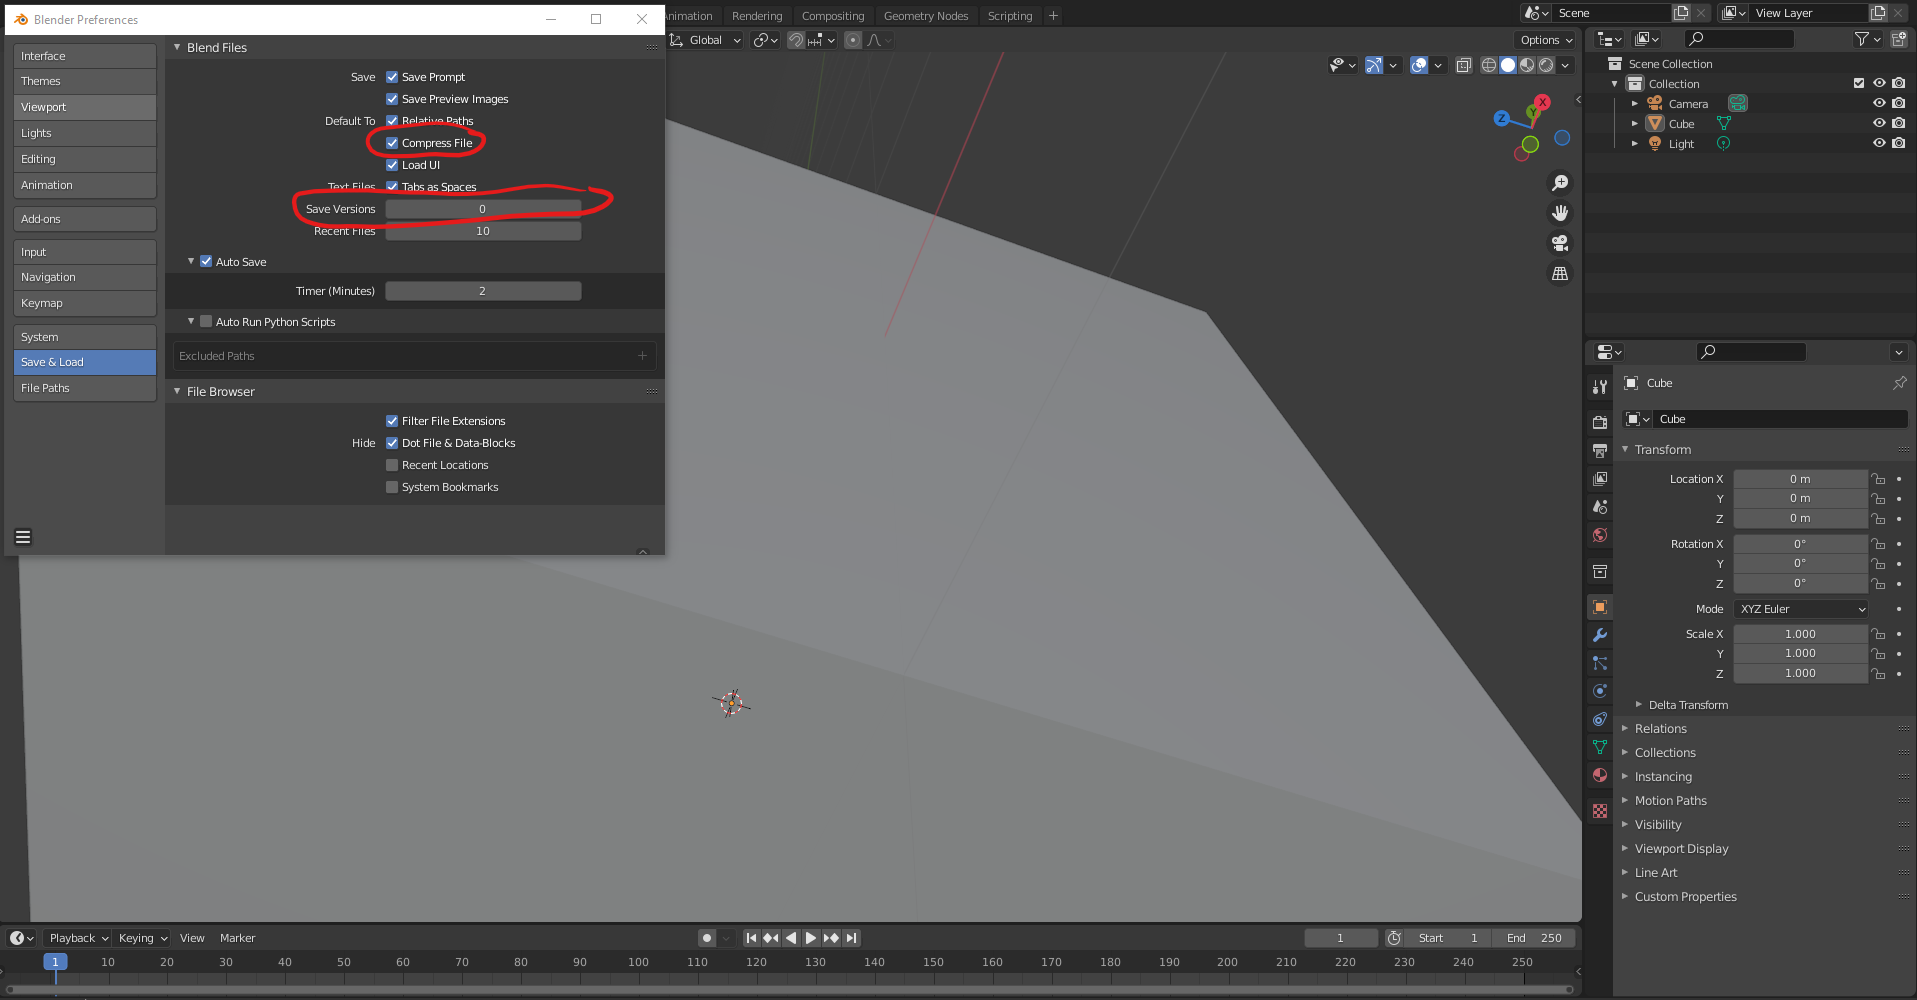 Blender Preferences
Animation Rendering Compositing Geometry Nodes Scripting +
Scene
View Layer
Global
Options
Interface
Themes
Viewport
Lights
Editing
Animation
Add-ons
Input
Navigation
Keymap
System
Save & Load
File Paths
Blend Files
Save Save Prompt
Save Preview Images
Default To Relative Paths
Compress File
Load UI
Text Files Tabs as Spaces
Save Versions 0
Recent Files 10
Auto Save
Timer (Minutes) 2
Auto Run Python Scripts
Excluded Paths +
File Browser
Filter File Extensions
Hide Dot File & Data-Blocks
Recent Locations
System Bookmarks
X
Y
Z
Scene Collection
Collection
Camera
Cube
Light
Cube
Cube
Transform
Location X 0 m
Y 0 m
Z 0 m
Rotation X 0°
Y 0°
Z 0°
Mode XYZ Euler
Scale X 1.000
Y 1.000
Z 1.000
Delta Transform
Relations
Collections
Instancing
Motion Paths
Visibility
Viewport Display
Line Art
Custom Properties
Playback Keying View Marker
1 Start 1 End 250
1 10 20 30 40 50 60 70 80 90 100 110 120 130 140 150 160 170 180 190 200 210 220 230 240 250